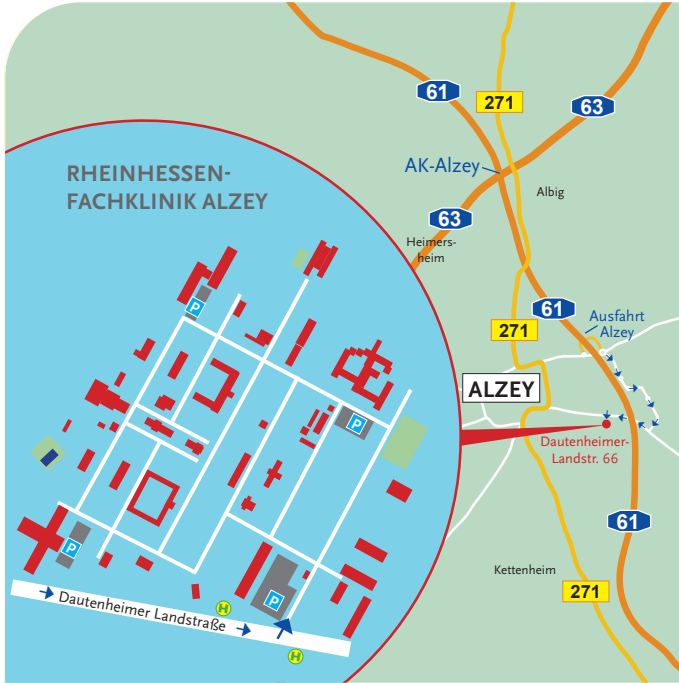 61
271
63
AK-Alzey
Albig
RHEINHESSEN-
FACHKLINIK ALZEY
63
Heimers-
heim
61
271
Ausfahrt
Alzey
P
ALZEY
P
Dautenheimer-
Landstr. 66
61
P
Kettenheim
271
P
Dautenheimer Landstraße
H
H